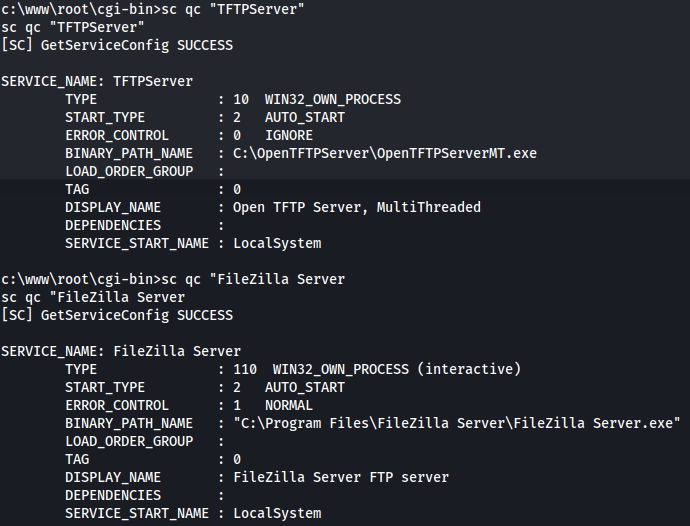 c:\www\root\cgi-bin>sc qc "TFTPServer"
sc qc "TFTPServer"
[SC] GetServiceConfig SUCCESS
SERVICE_NAME: TFTPServer
TYPE : 10 WIN32_OWN_PROCESS
START_TYPE : 2 AUTO_START
ERROR_CONTROL : 0 IGNORE
BINARY_PATH_NAME : C:\OpenTFTPServer\OpenTFTPServerMT.exe
LOAD_ORDER_GROUP :
TAG : 0
DISPLAY_NAME : Open TFTP Server, MultiThreaded
DEPENDENCIES :
SERVICE_START_NAME : LocalSystem
c:\www\root\cgi-bin>sc qc "FileZilla Server
sc qc "FileZilla Server
[SC] GetServiceConfig SUCCESS
SERVICE_NAME: FileZilla Server
TYPE : 110 WIN32_OWN_PROCESS (interactive)
START_TYPE : 2 AUTO_START
ERROR_CONTROL : 1 NORMAL
BINARY_PATH_NAME : "C:\Program Files\FileZilla Server\FileZilla Server.exe"
LOAD_ORDER_GROUP :
TAG : 0
DISPLAY_NAME : FileZilla Server FTP server
DEPENDENCIES :
SERVICE_START_NAME : LocalSystem